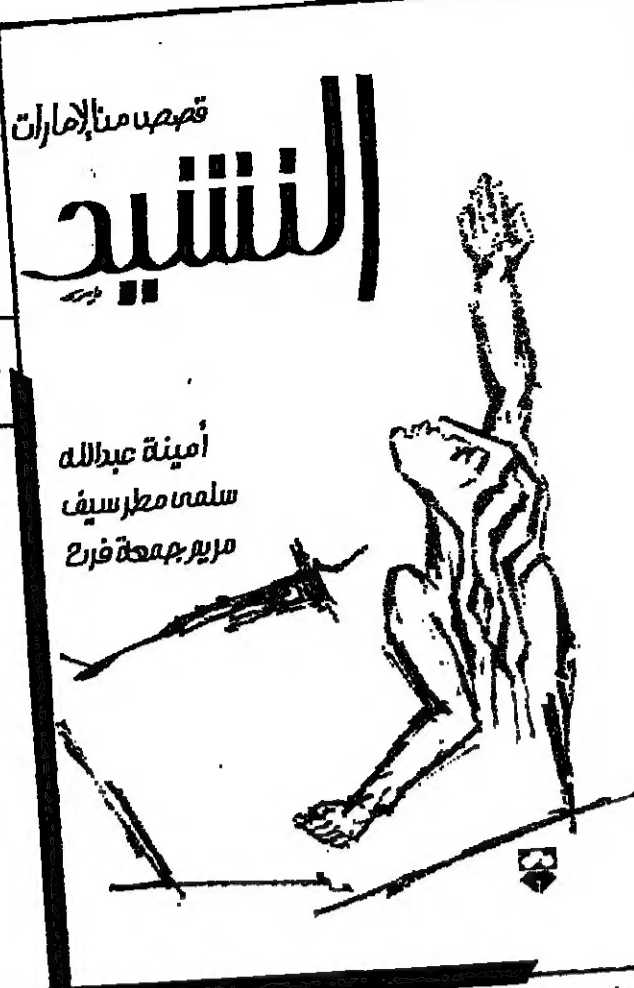 قصص من الإمارات
النشيد
أمينة عبدالله
سلمى مطر سيف
مريم جمعة فرج